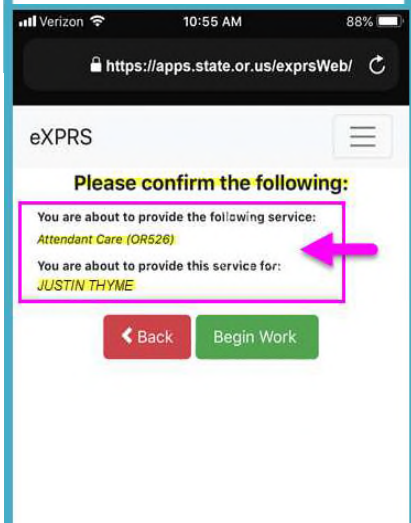 Verizon 10:55 AM 88%
https://apps.state.or.us/exprsWeb/
eXPRS
Please confirm the following:
You are about to provide the following service:
Attendant Care (OR526)
You are about to provide this service for:
JUSTIN THYME
Back Begin Work